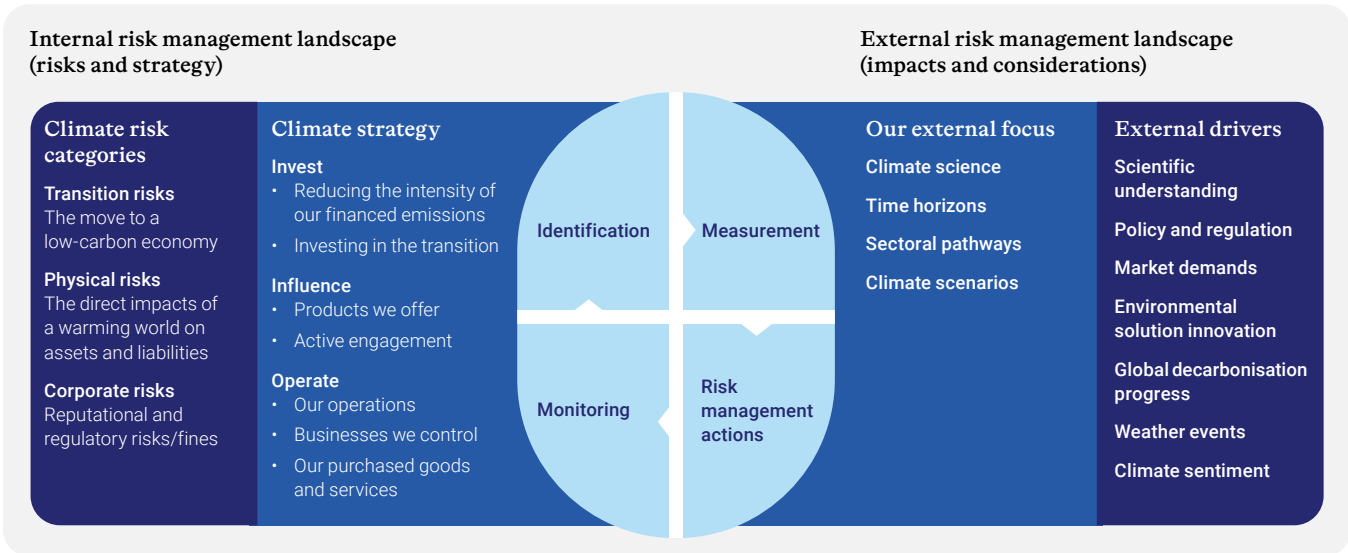 Internal risk management landscape
(risks and strategy)
External risk management landscape
(impacts and considerations)
Climate risk
categories
Transition risks
The move to a
low-carbon economy
Physical risks
The direct impacts of
a warming world on
assets and liabilities
Corporate risks
Reputational and
regulatory risks/fines
Climate strategy
Invest
• Reducing the intensity of
our financed emissions
• Investing in the transition
Influence
• Products we offer
• Active engagement
Operate
• Our operations
• Businesses we control
• Our purchased goods
and services
Identification
Measurement
Monitoring
Risk
management
actions
Our external focus
Climate science
Time horizons
Sectoral pathways
Climate scenarios
External drivers
Scientific
understanding
Policy and regulation
Market demands
Environmental
solution innovation
Global decarbonisation
progress
Weather events
Climate sentiment